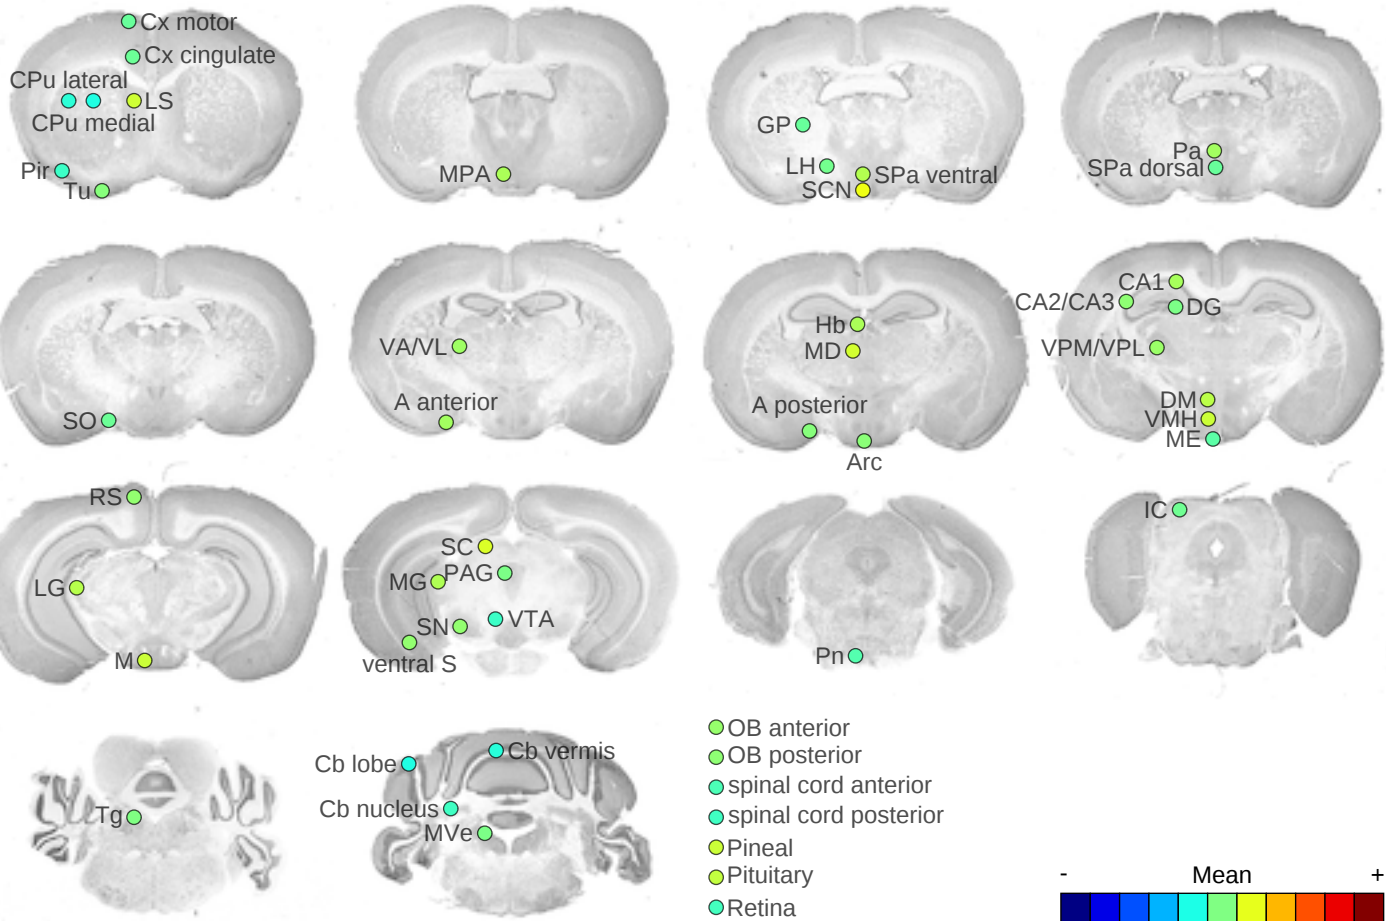 Cx motor
Cx cingulate
CPu lateral
LS
CPu medial
Pir
Tu
MPA
GP
LH
SPa ventral
SCN
Pa
SPa dorsal
SO
VA/VL
A anterior
Hb
MD
A posterior
Arc
CA1
CA2/CA3
DG
VPM/VPL
DM
VMH
ME
RS
LG
M
SC
MG
PAG
SN
VTA
ventral S
Pn
IC
Tg
Cb lobe
Cb vermis
Cb nucleus
MVe
OB anterior
OB posterior
spinal cord anterior
spinal cord posterior
Pineal
Pituitary
Retina
- Mean +